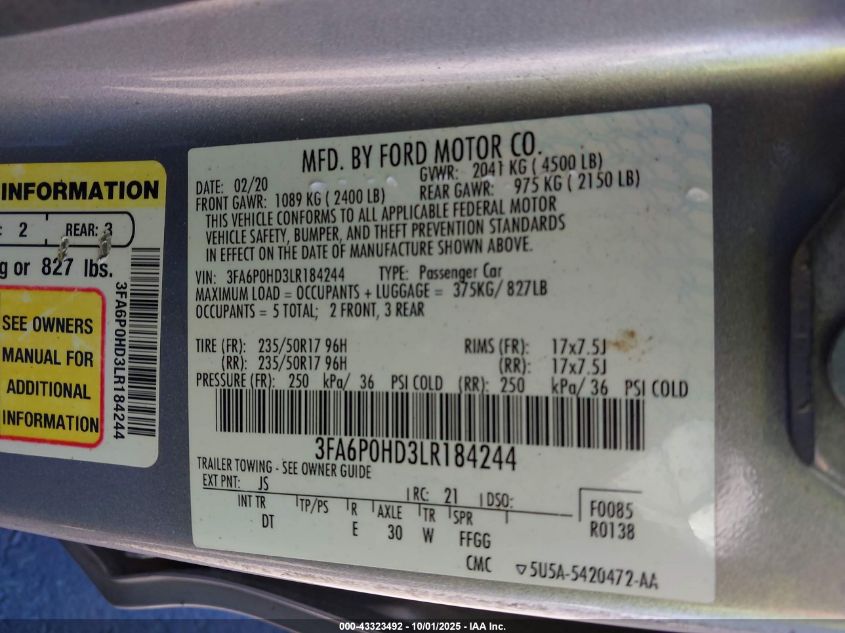 INFORMATION
2 REAR: 3
g or 827 lbs.
SEE OWNERS
MANUAL FOR
ADDITIONAL
INFORMATION
3FA6P0HD3LR184244
MFD. BY FORD MOTOR CO.
DATE: 02/20 GVWR: 2041 KG ( 4500 LB)
FRONT GAWR: 1089 KG ( 2400 LB) REAR GAWR: 975 KG ( 2150 LB)
THIS VEHICLE CONFORMS TO ALL APPLICABLE FEDERAL MOTOR
VEHICLE SAFETY, BUMPER, AND THEFT PREVENTION STANDARDS
IN EFFECT ON THE DATE OF MANUFACTURE SHOWN ABOVE.
VIN: 3FA6P0HD3LR184244 TYPE: Passenger Car
MAXIMUM LOAD = OCCUPANTS + LUGGAGE = 375KG/ 827LB
OCCUPANTS = 5 TOTAL; 2 FRONT, 3 REAR
TIRE (FR): 235/50R17 96H RIMS (FR): 17x7.5J
(RR): 235/50R17 96H (RR): 17x7.5J
PRESSURE (FR): 250 kPa/ 36 PSI COLD (RR): 250 kPa/ 36 PSI COLD
3FA6P0HD3LR184244
TRAILER TOWING - SEE OWNER GUIDE
EXT PNT: JS RC: 21 DSO: F0085
INT TR TP/PS R AXLE TR SPR R0138
DT E 30 W FFGG
CMC ▽5U5A-5420472-AA
000-43323492 - 10/01/2025 - IAA Inc.